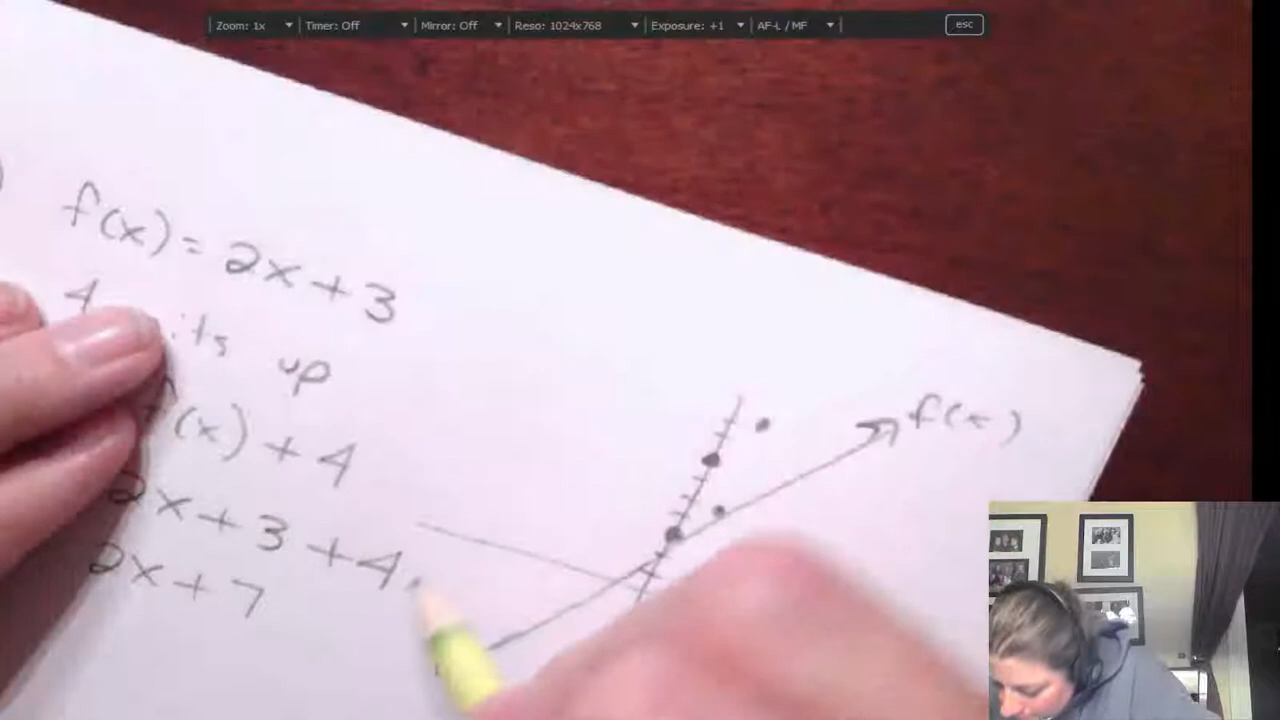 Zoom: 1x Timer: Off Mirror: Off Reso: 1024x768 Exposure: +1 AF-L / MF esc
f(x) = 2x + 3
4 up
(x) + 4
2x + 3 + 4
2x + 7
f(x)